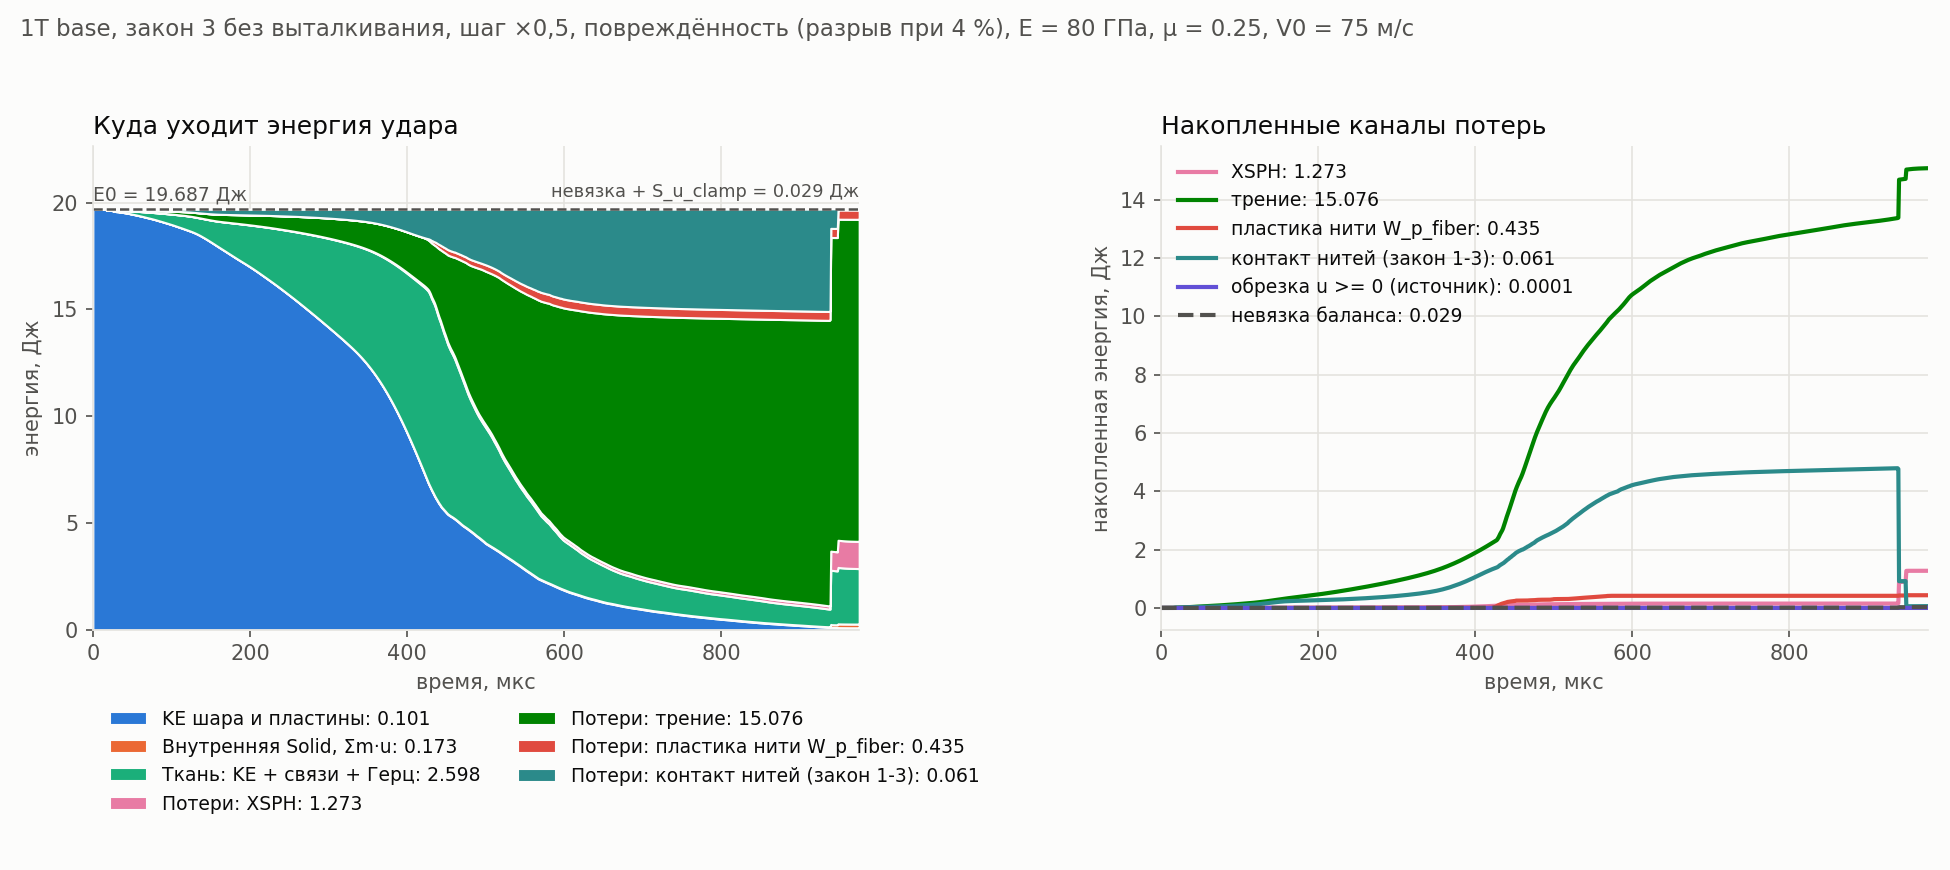 1T base, закон 3 без выталкивания, шаг ×0,5, повреждённость (разрыв при 4 %), E = 80 ГПа, μ = 0.25, V0 = 75 м/с
Куда уходит энергия удара
E0 = 19.687 Дж
невязка + S_u_clamp = 0.029 Дж
20
15
10
5
0
энергия, Дж
0 200 400 600 800
время, мкс
KE шара и пластины: 0.101
Внутренняя Solid, Σm·u: 0.173
Ткань: KE + связи + Герц: 2.598
Потери: XSPH: 1.273
Потери: трение: 15.076
Потери: пластика нити W_p_fiber: 0.435
Потери: контакт нитей (закон 1-3): 0.061
Накопленные каналы потерь
XSPH: 1.273
трение: 15.076
пластика нити W_p_fiber: 0.435
контакт нитей (закон 1-3): 0.061
обрезка u >= 0 (источник): 0.0001
невязка баланса: 0.029
14
12
10
8
6
4
2
0
накопленная энергия, Дж
0 200 400 600 800
время, мкс